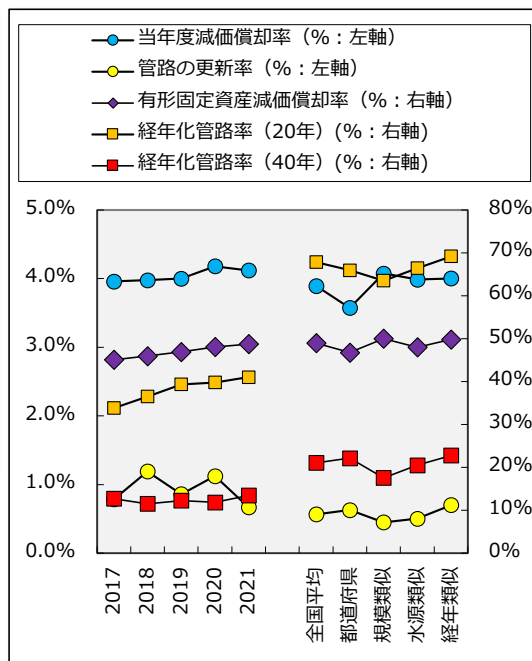 当年度減価償却率（%：左軸）
管路の更新率（%：左軸）
有形固定資産減価償却率（%：右軸）
経年化管路率（20年）(%：右軸)
経年化管路率（40年）(%：右軸)
5.0%
4.0%
3.0%
2.0%
1.0%
0.0%
80%
70%
60%
50%
40%
30%
20%
10%
0%
2017
2018
2019
2020
2021
全国平均
都道府県
規模類似
水源類似
経年類似